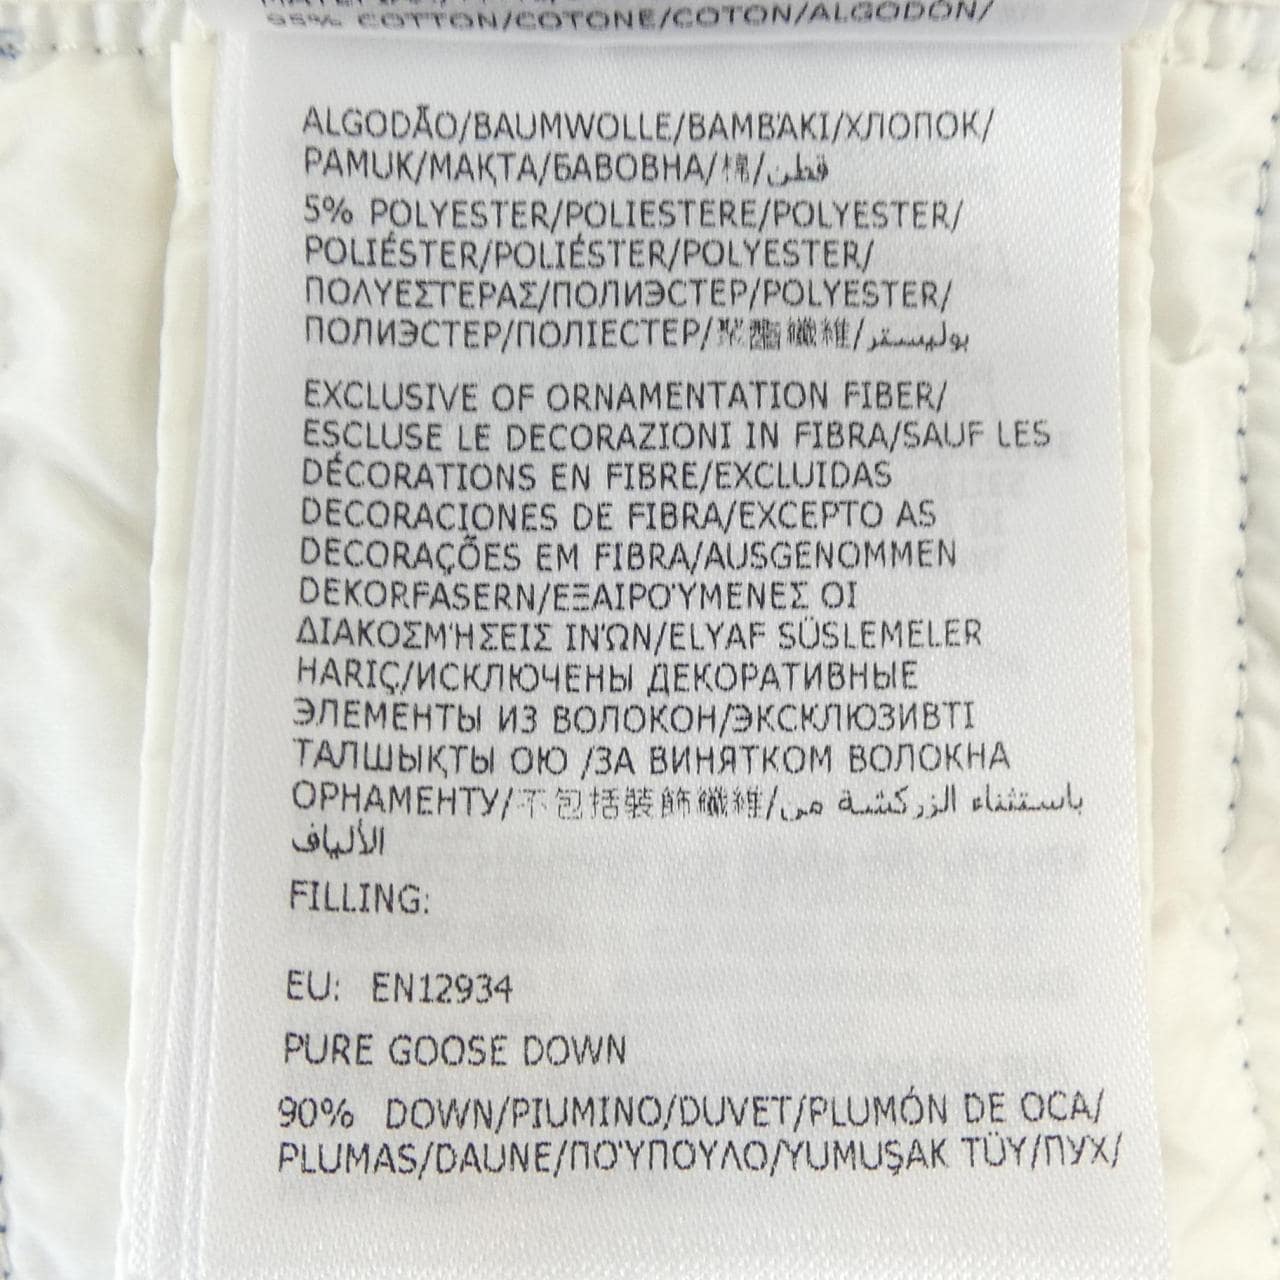 95% COTTON/COTONE/COTON/ALGODÓN/
ALGODÃO/BAUMWOLLE/ΒΑΜΒΆΚΙ/ХЛОПОК/
PAMUK/МАҚТА/БАВОВНА/棉/قطن
5% POLYESTER/POLIESTERE/POLYESTER/
POLIÉSTER/POLIÉSTER/POLYESTER/
ΠΟΛΥΕΣΤΕΡΑΣ/ПОЛИЭСТЕР/POLYESTER/
ПОЛИЭСТЕР/ПОЛІЕСТЕР/聚酯纖維/بوليستر
EXCLUSIVE OF ORNAMENTATION FIBER/
ESCLUSE LE DECORAZIONI IN FIBRA/SAUF LES
DÉCORATIONS EN FIBRE/EXCLUIDAS
DECORACIONES DE FIBRA/EXCEPTO AS
DECORAÇÕES EM FIBRA/AUSGENOMMEN
DEKORFASERN/ΕΞΑΙΡΟΎΜΕΝΕΣ ΟΙ
ΔΙΑΚΟΣΜΉΣΕΙΣ ΙΝΏΝ/ELYAF SÜSLEMELER
HARIÇ/ИСКЛЮЧЕНЫ ДЕКОРАТИВНЫЕ
ЭЛЕМЕНТЫ ИЗ ВОЛОКОН/ЭКСКЛЮЗИВТІ
ТАЛШЫҚТЫ ОЮ /ЗА ВИНЯТКОМ ВОЛОКНА
ОРНАМЕНТУ/不包括裝飾纖維/باستثناء الزركشة من
الألياف
FILLING:
EU: EN12934
PURE GOOSE DOWN
90% DOWN/PIUMINO/DUVET/PLUMÓN DE OCA/
PLUMAS/DAUNE/ΠΟΎΠΟΥΛΟ/YUMUŞAK TÜY/ПУХ/